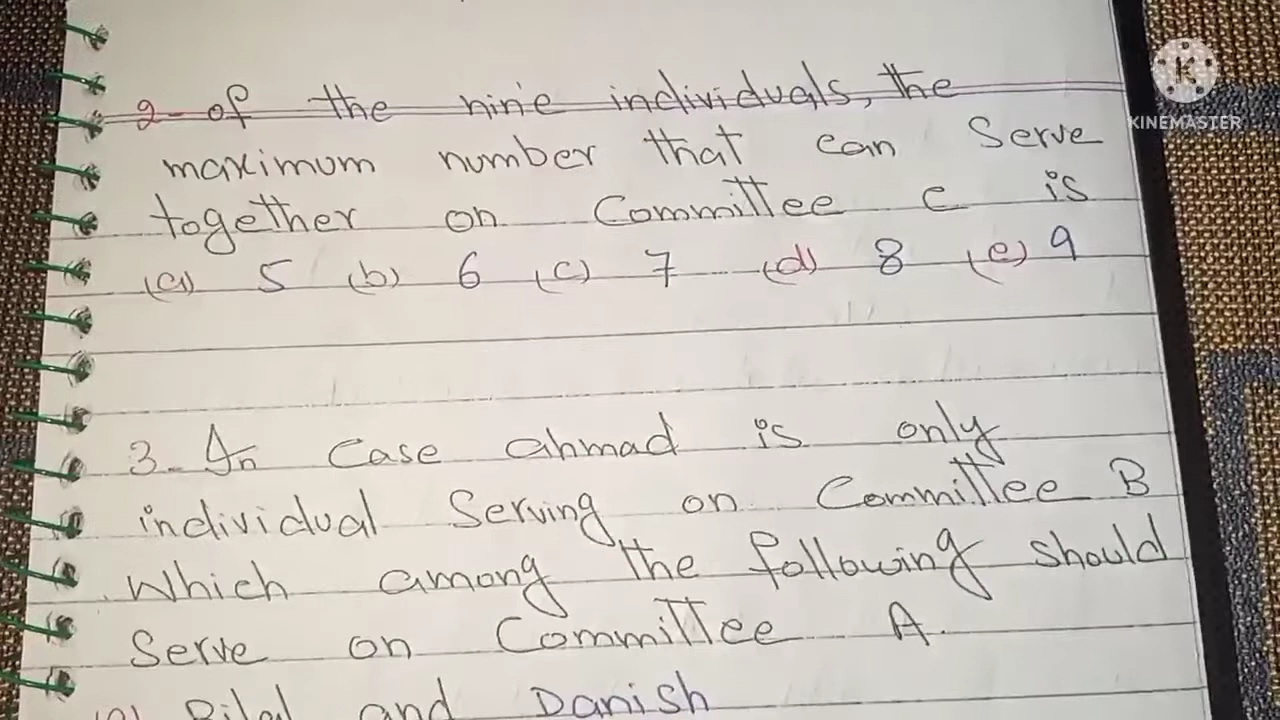 2- of the nine individuals, the
maximum number that can serve
together on Committee c is
(a) 5 (b) 6 (c) 7 (d) 8 (e) 9
3- In case ahmad is only
individual serving on Committee B
which among the following should
serve on Committee A.
(a) Bilal and Danish
K
KINEMASTER